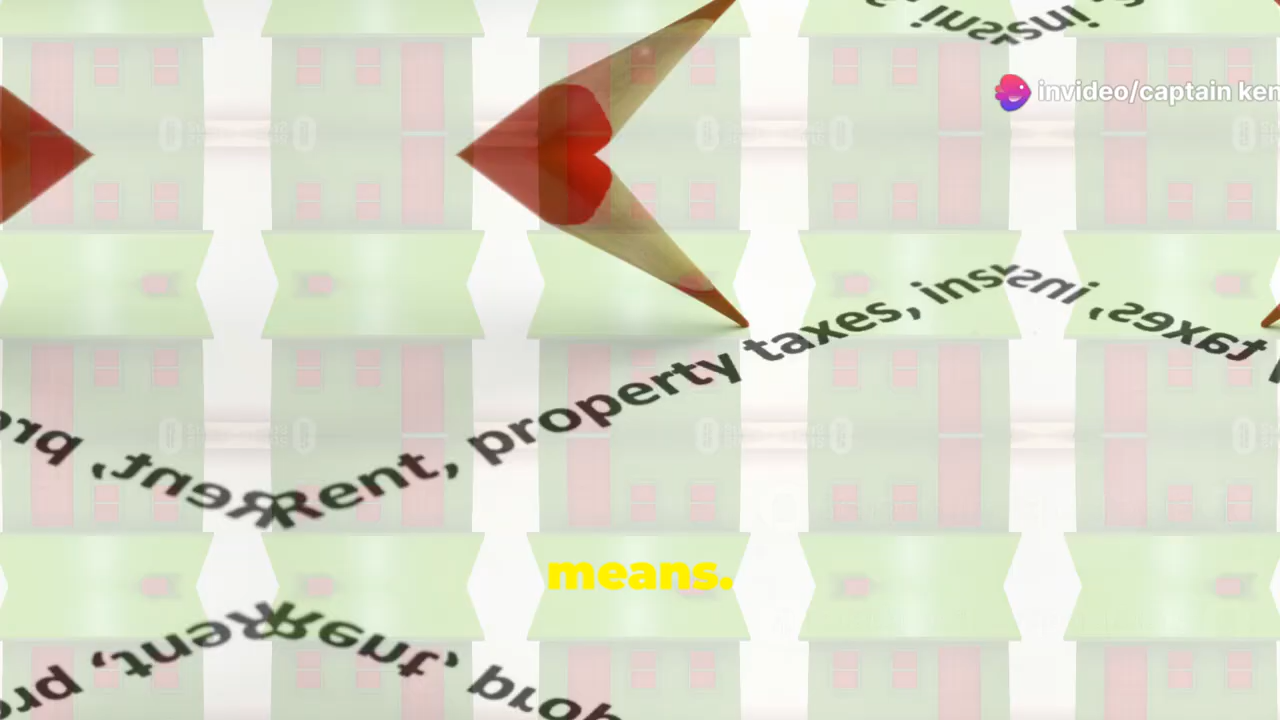 invideo/captain ken
Rent, property taxes, ins
means.